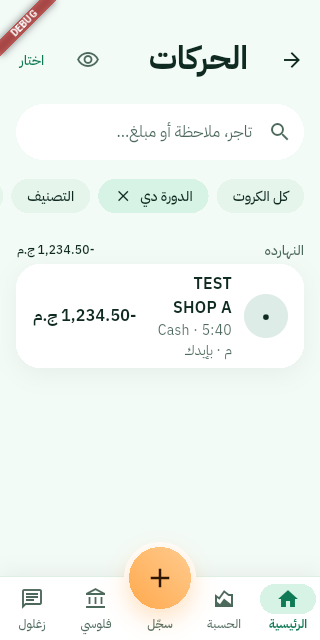 DEBUG
الحركات
اختار
تاجر، ملاحظة أو مبلغ...
كل الكروت
الدورة دي
التصنيف
النهارده
-1,234.50 ج.م
TEST
SHOP A
-1,234.50 ج.م
Cash · 5:40
م · بإيدك
الرئيسية
الحسبة
سجّل
فلوسي
زغلول